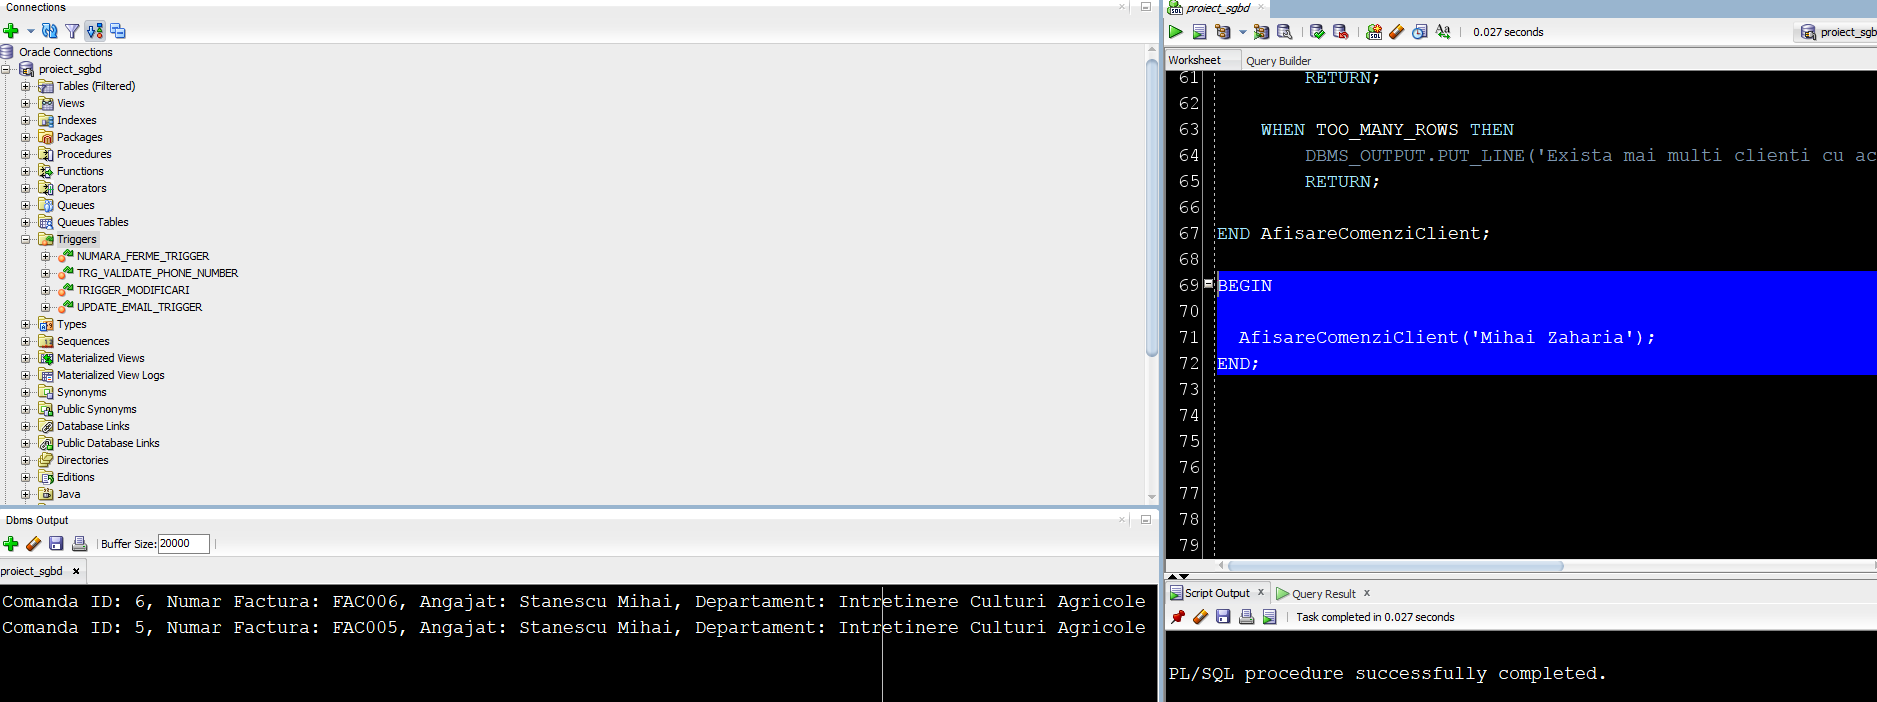 Connections
Oracle Connections
proiect_sgbd
Tables (Filtered)
Views
Indexes
Packages
Procedures
Functions
Operators
Queues
Queues Tables
Triggers
NUMARA_FERME_TRIGGER
TRG_VALIDATE_PHONE_NUMBER
TRIGGER_MODIFICARI
UPDATE_EMAIL_TRIGGER
Types
Sequences
Materialized Views
Materialized View Logs
Synonyms
Public Synonyms
Database Links
Public Database Links
Directories
Editions
Java
Dbms Output
Buffer Size: 20000
proiect_sgbd
Comanda ID: 6, Numar Factura: FAC006, Angajat: Stanescu Mihai, Departament: Intretinere Culturi Agricole
Comanda ID: 5, Numar Factura: FAC005, Angajat: Stanescu Mihai, Departament: Intretinere Culturi Agricole
proiect_sgbd
0.027 seconds
proiect_sgb
Worksheet Query Builder
61 RETURN;
62
63 WHEN TOO_MANY_ROWS THEN
64 DBMS_OUTPUT.PUT_LINE('Exista mai multi clienti cu ac
65 RETURN;
66
67 END AfisareComenziClient;
68
69 BEGIN
70
71 AfisareComenziClient('Mihai Zaharia');
72 END;
73
74
75
76
77
78
79
Script Output Query Result
Task completed in 0.027 seconds
PL/SQL procedure successfully completed.